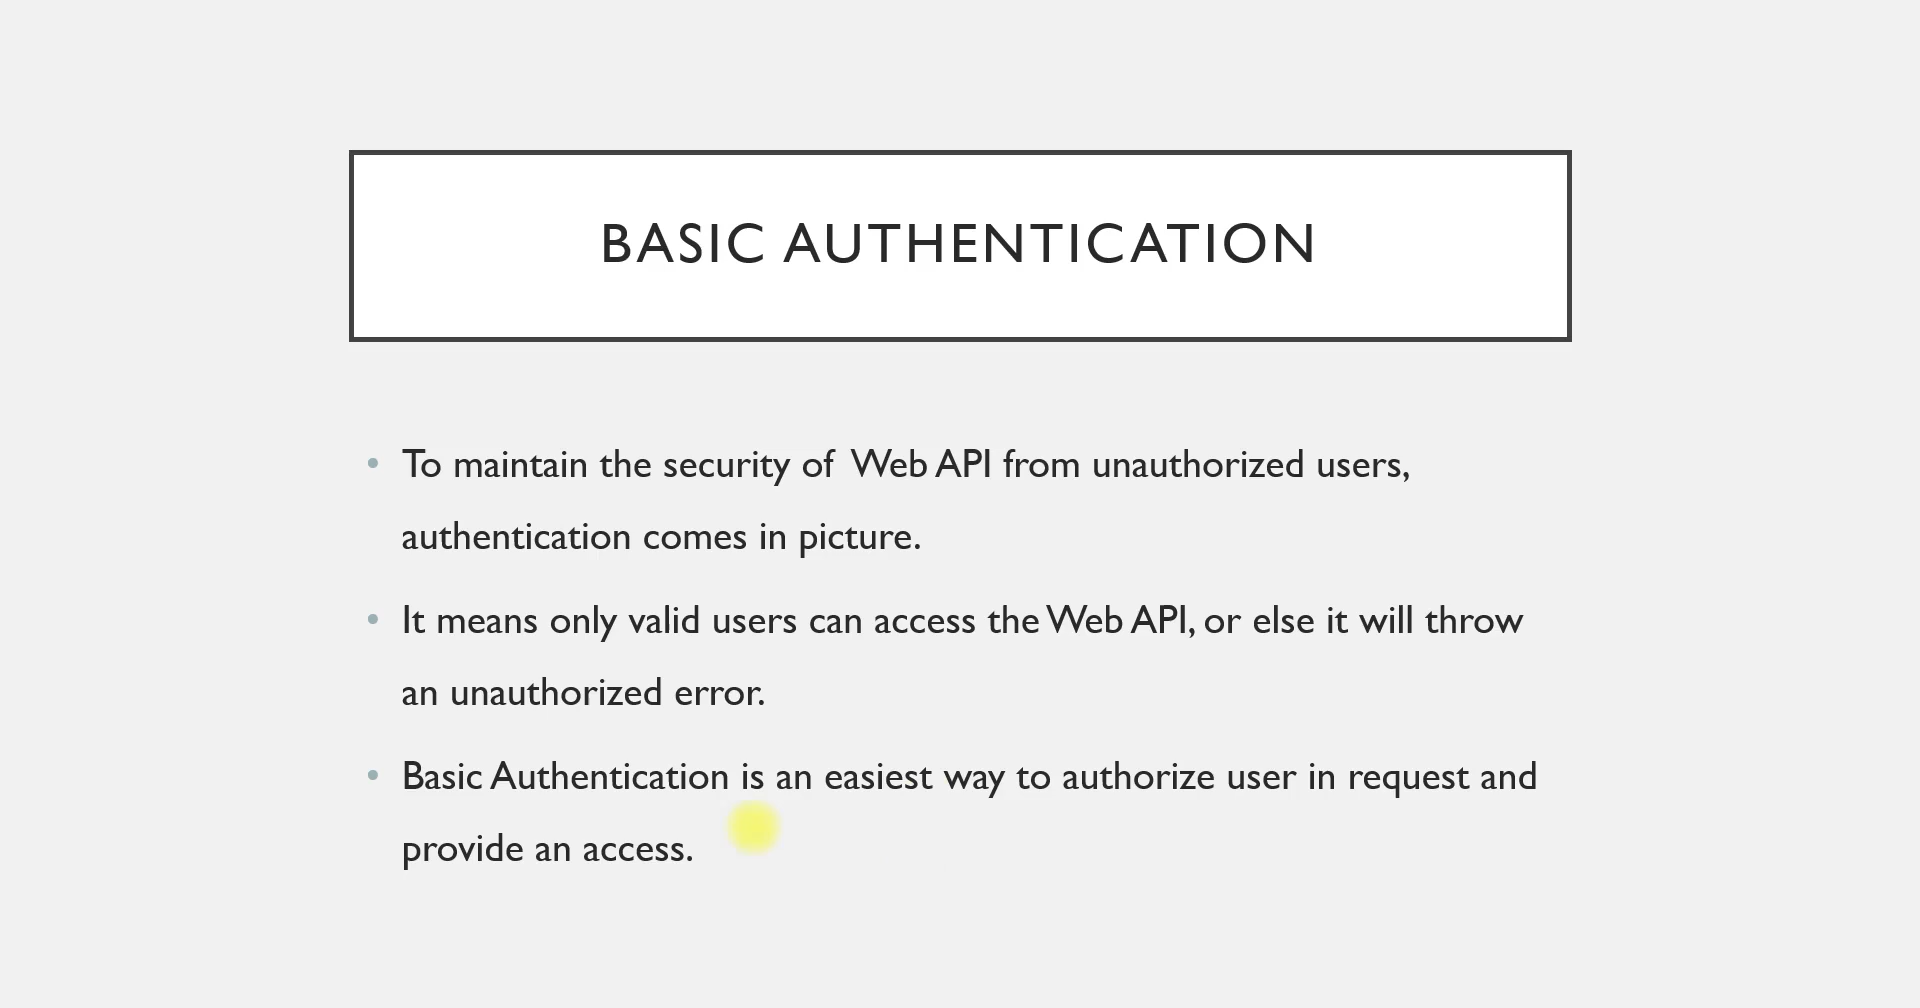 BASIC AUTHENTICATION
• To maintain the security of Web API from unauthorized users,
authentication comes in picture.
• It means only valid users can access the Web API, or else it will throw
an unauthorized error.
• Basic Authentication is an easiest way to authorize user in request and
provide an access.